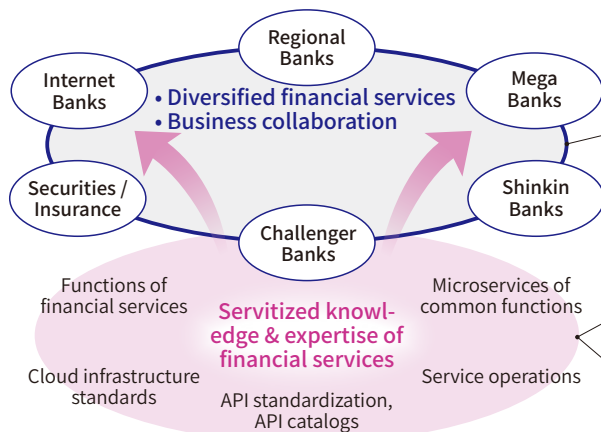 Regional
Banks
Internet
Banks
Mega
Banks
• Diversified financial services
• Business collaboration
Securities /
Insurance
Shinkin
Banks
Challenger
Banks
Functions of
financial services
Microservices of
common functions
Servitized knowl-
edge & expertise of
financial services
Cloud infrastructure
standards
Service operations
API standardization,
API catalogs